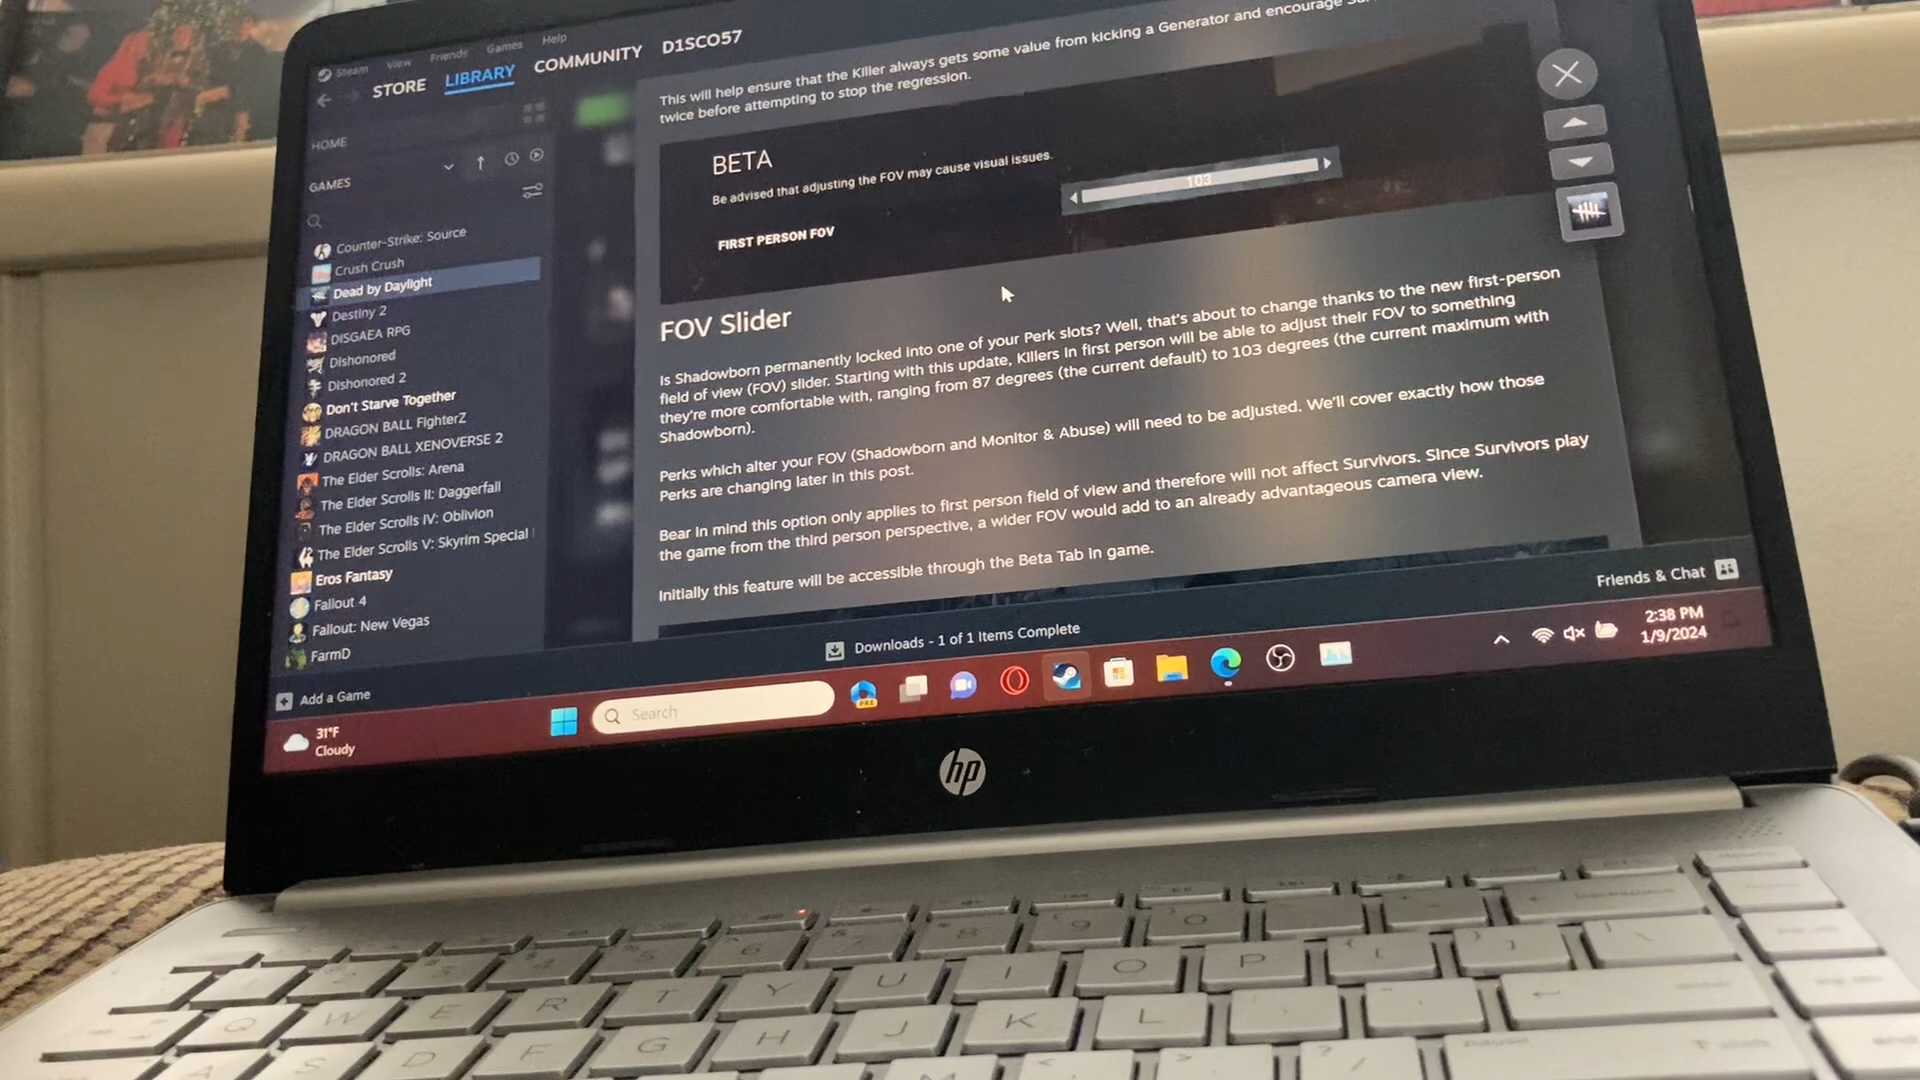 Steam View Friends Games Help
STORE LIBRARY COMMUNITY D1SCO57
HOME
GAMES
Counter-Strike: Source
Crush Crush
Dead by Daylight
Destiny 2
DISGAEA RPG
Dishonored
Dishonored 2
Don't Starve Together
DRAGON BALL FighterZ
DRAGON BALL XENOVERSE 2
The Elder Scrolls: Arena
The Elder Scrolls II: Daggerfall
The Elder Scrolls IV: Oblivion
The Elder Scrolls V: Skyrim Special
Eros Fantasy
Fallout 4
Fallout: New Vegas
FarmD
Add a Game
This will help ensure that the Killer always gets some value from kicking a Generator and encourage
twice before attempting to stop the regression.
BETA
Be advised that adjusting the FOV may cause visual issues.
103
FIRST PERSON FOV
FOV Slider
Is Shadowborn permanently locked into one of your Perk slots? Well, that's about to change thanks to the new first-person
field of view (FOV) slider. Starting with this update, Killers in first person will be able to adjust their FOV to something
they're more comfortable with, ranging from 87 degrees (the current default) to 103 degrees (the current maximum with
Shadowborn).
Perks which alter your FOV (Shadowborn and Monitor & Abuse) will need to be adjusted. We'll cover exactly how those
Perks are changing later in this post.
Bear in mind this option only applies to first person field of view and therefore will not affect Survivors. Since Survivors play
the game from the third person perspective, a wider FOV would add to an already advantageous camera view.
Initially this feature will be accessible through the Beta Tab in game.
Friends & Chat
Downloads - 1 of 1 Items Complete
31°F
Cloudy
Search
PRE
2:38 PM
1/9/2024
hp
6 7 8 9 0
Q W E R T Y U I O P
A S D F G H J K L